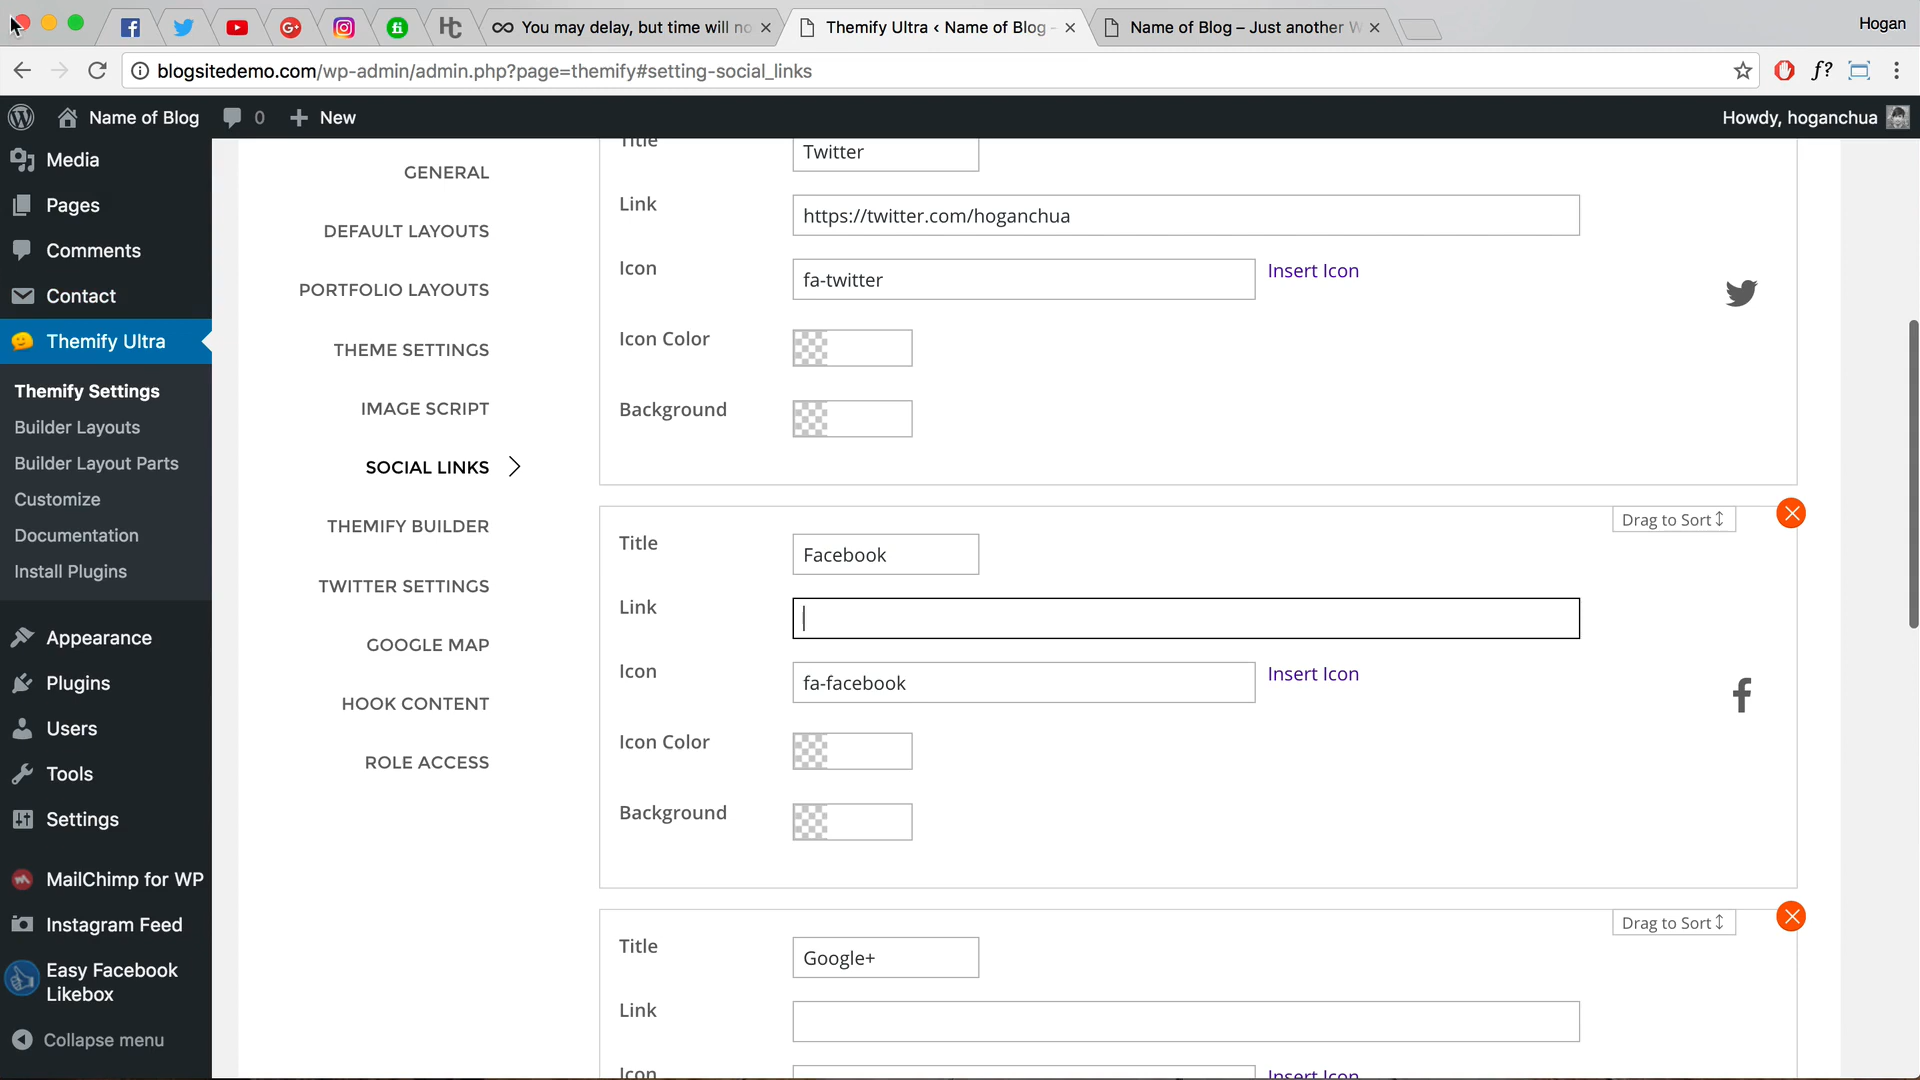 You may delay, but time will no
Themify Ultra ‹ Name of Blog –
Name of Blog – Just another W
Hogan
blogsitedemo.com/wp-admin/admin.php?page=themify#setting-social_links
f?
Name of Blog
0
New
Howdy, hoganchua
Media
Pages
Comments
Contact
Themify Ultra
Themify Settings
Builder Layouts
Builder Layout Parts
Customize
Documentation
Install Plugins
Appearance
Plugins
Users
Tools
Settings
MailChimp for WP
Instagram Feed
Easy Facebook
Likebox
Collapse menu
GENERAL
DEFAULT LAYOUTS
PORTFOLIO LAYOUTS
THEME SETTINGS
IMAGE SCRIPT
SOCIAL LINKS
THEMIFY BUILDER
TWITTER SETTINGS
GOOGLE MAP
HOOK CONTENT
ROLE ACCESS
Title
Twitter
Link
https://twitter.com/hoganchua
Icon
fa-twitter
Insert Icon
Icon Color
Background
Drag to Sort
Title
Facebook
Link
Icon
fa-facebook
Insert Icon
Icon Color
Background
Drag to Sort
Title
Google+
Link
Icon
Insert Icon